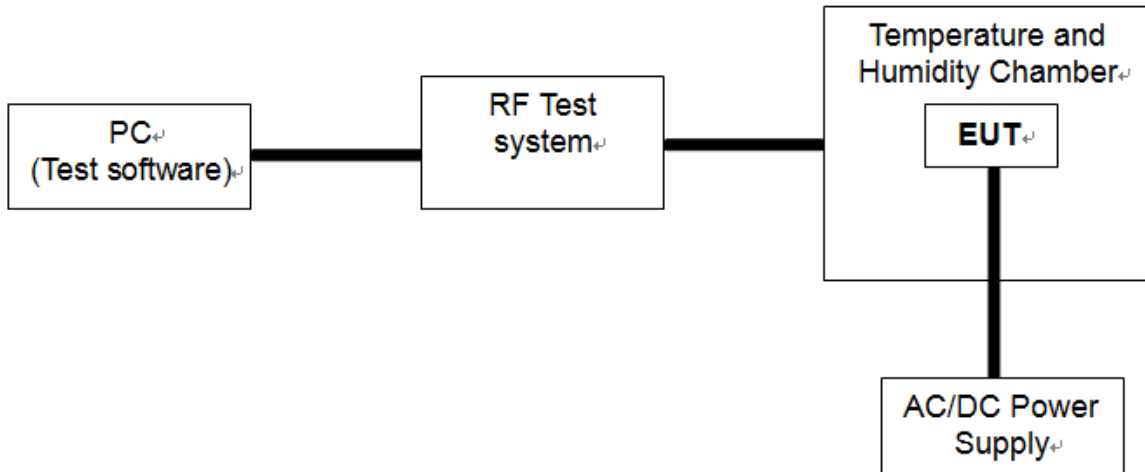 PC
(Test software)
RF Test
system
Temperature and
Humidity Chamber
EUT
AC/DC Power
Supply